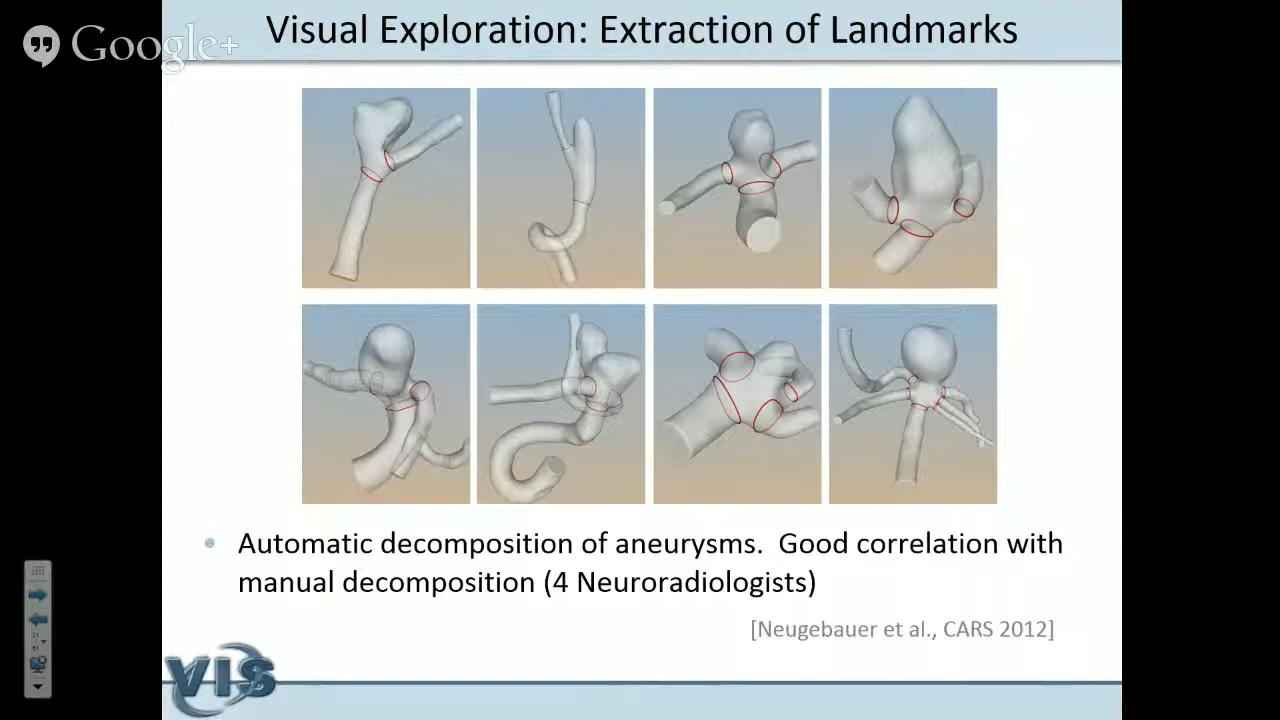 Google+
Visual Exploration: Extraction of Landmarks
Automatic decomposition of aneurysms.  Good correlation with
manual decomposition (4 Neuroradiologists)
[Neugebauer et al., CARS 2012]
VIS